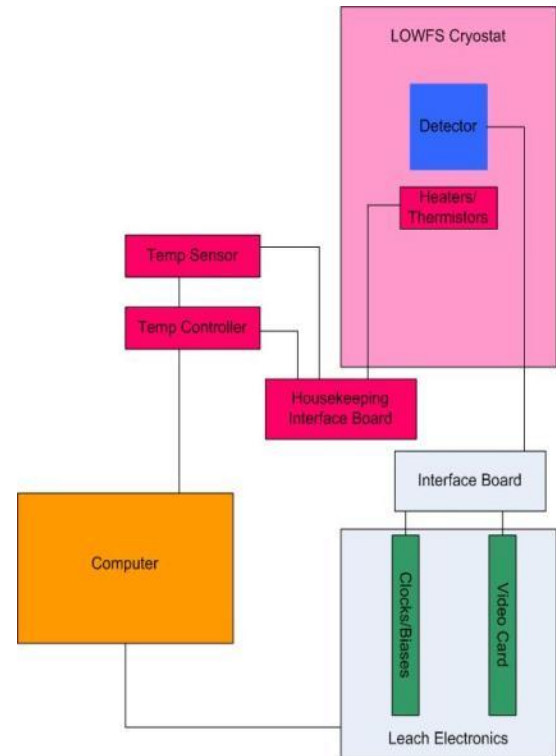 LOWFS Cryostat
Detector
Heaters/
Thermistors
Temp Sensor
Temp Controller
Housekeeping
Interface Board
Interface Board
Computer
Clocks/Biases
Video Card
Leach Electronics